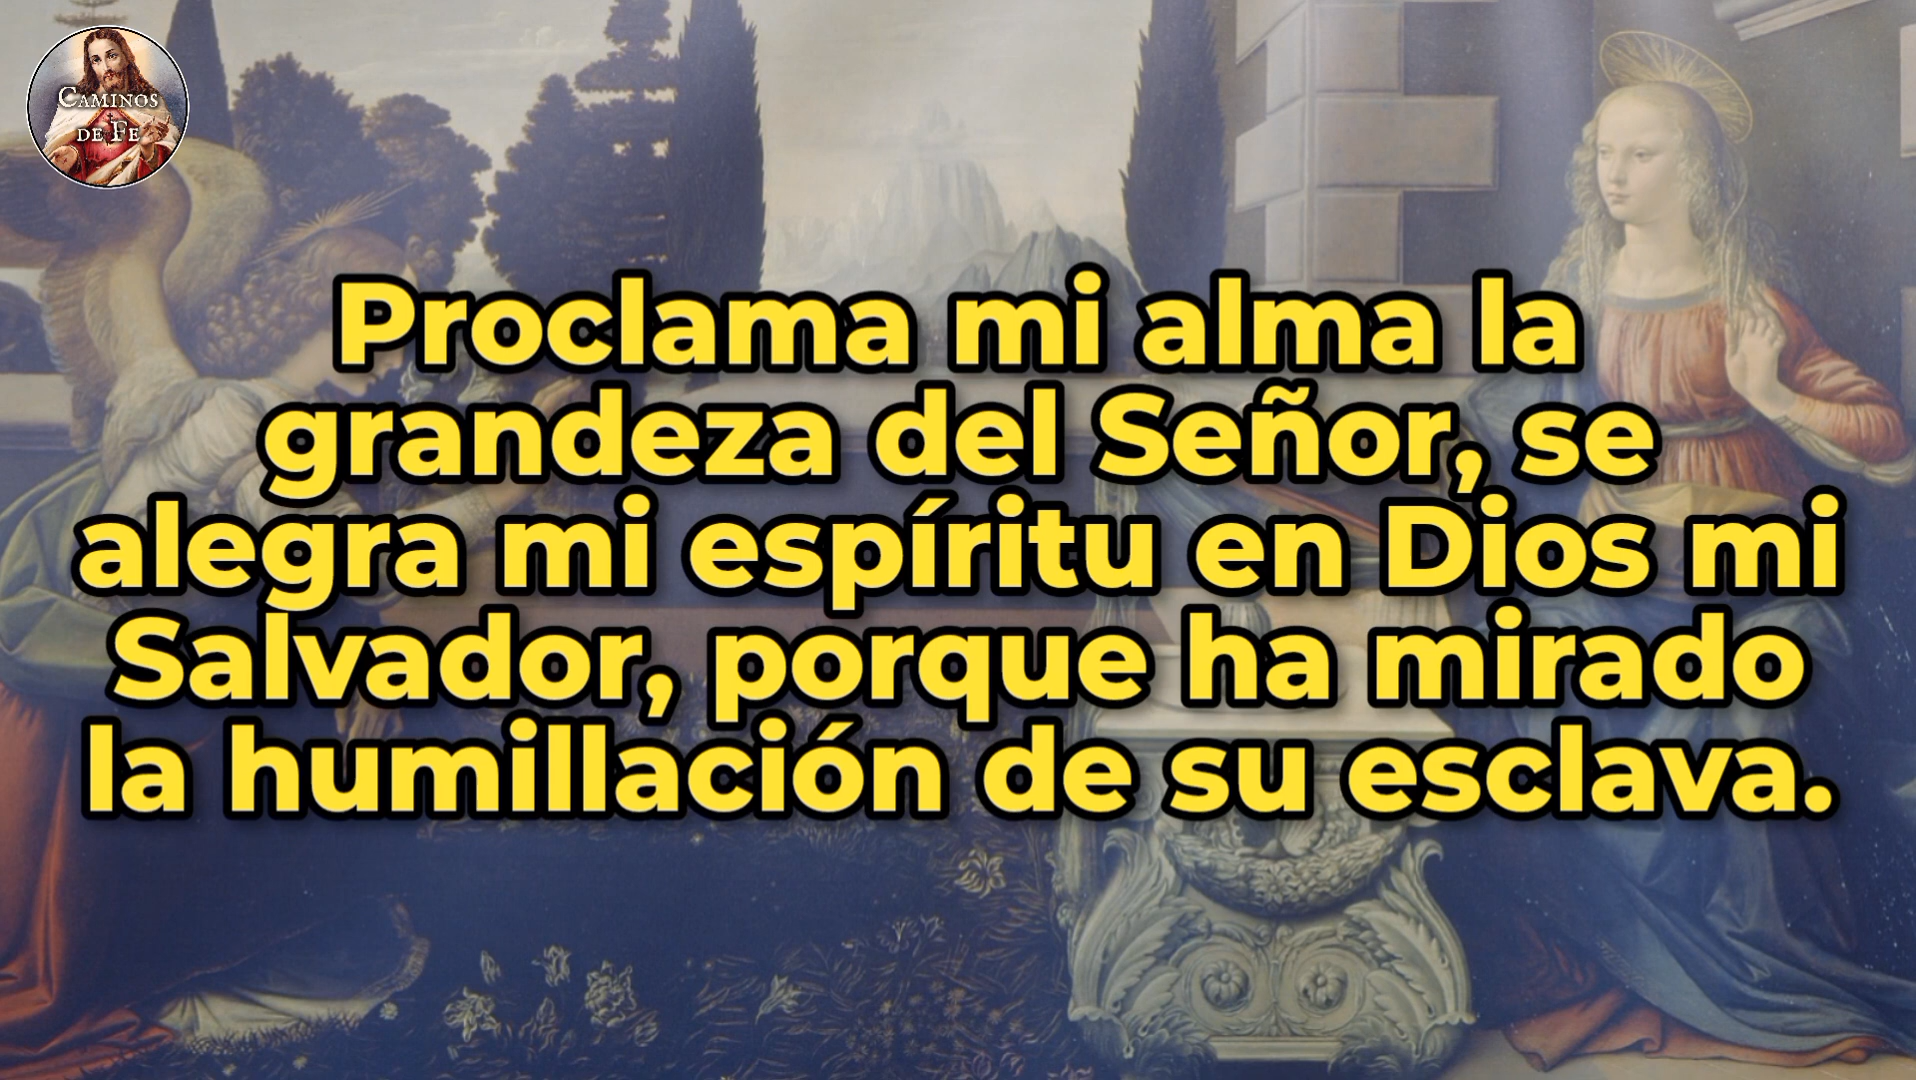 CAMINOS
DE FE
Proclama mi alma la
grandeza del Señor, se
alegra mi espíritu en Dios mi
Salvador, porque ha mirado
la humillación de su esclava.